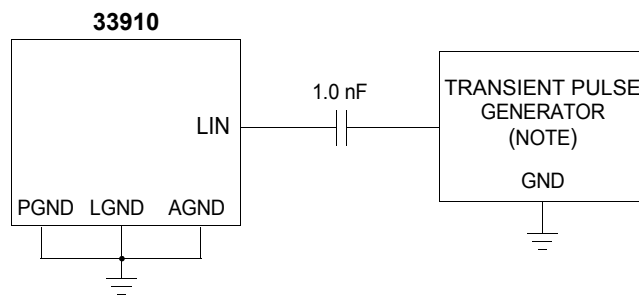 33910
1.0 nF
TRANSIENT PULSE
GENERATOR
(NOTE)
LIN
GND
PGND LGND AGND